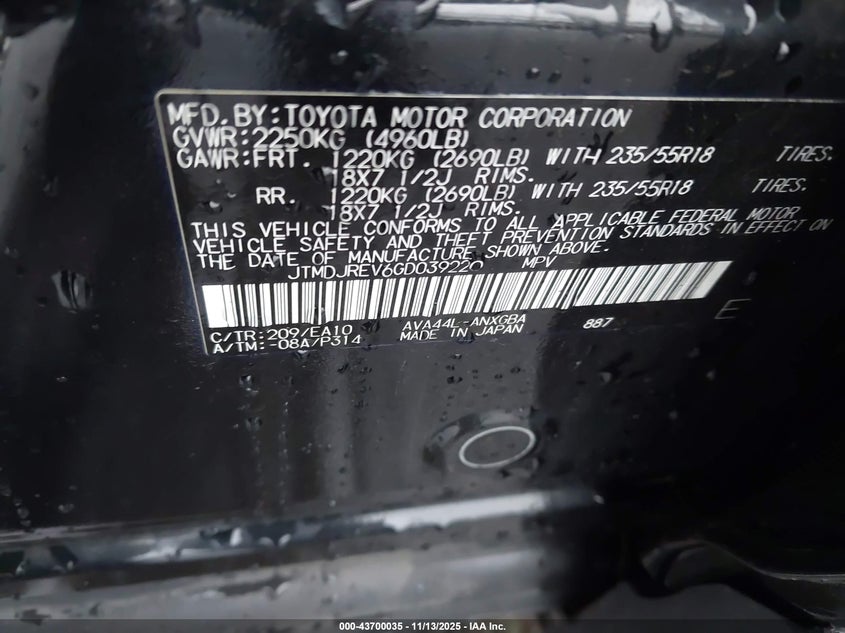 MFD.BY:TOYOTA MOTOR CORPORATION
GVWR:2250KG (4960LB)
GAWR:FRT. 1220KG (2690LB) WITH 235/55R18 TIRES.
18X7 1/2J RIMS.
RR. 1220KG (2690LB) WITH 235/55R18 TIRES.
18X7 1/2J RIMS.
THIS VEHICLE CONFORMS TO ALL APPLICABLE FEDERAL MOTOR
VEHICLE SAFETY AND THEFT PREVENTION STANDARDS IN EFFECT ON
THE DATE OF MANUFACTURE SHOWN ABOVE.
JTMDJREV6GD039220 MPV
C/TR:209/EA10 AVA44L-ANXGBA 887 E
A/TM:-08A/P314 MADE IN JAPAN
000-43700035 - 11/13/2025 - IAA Inc.